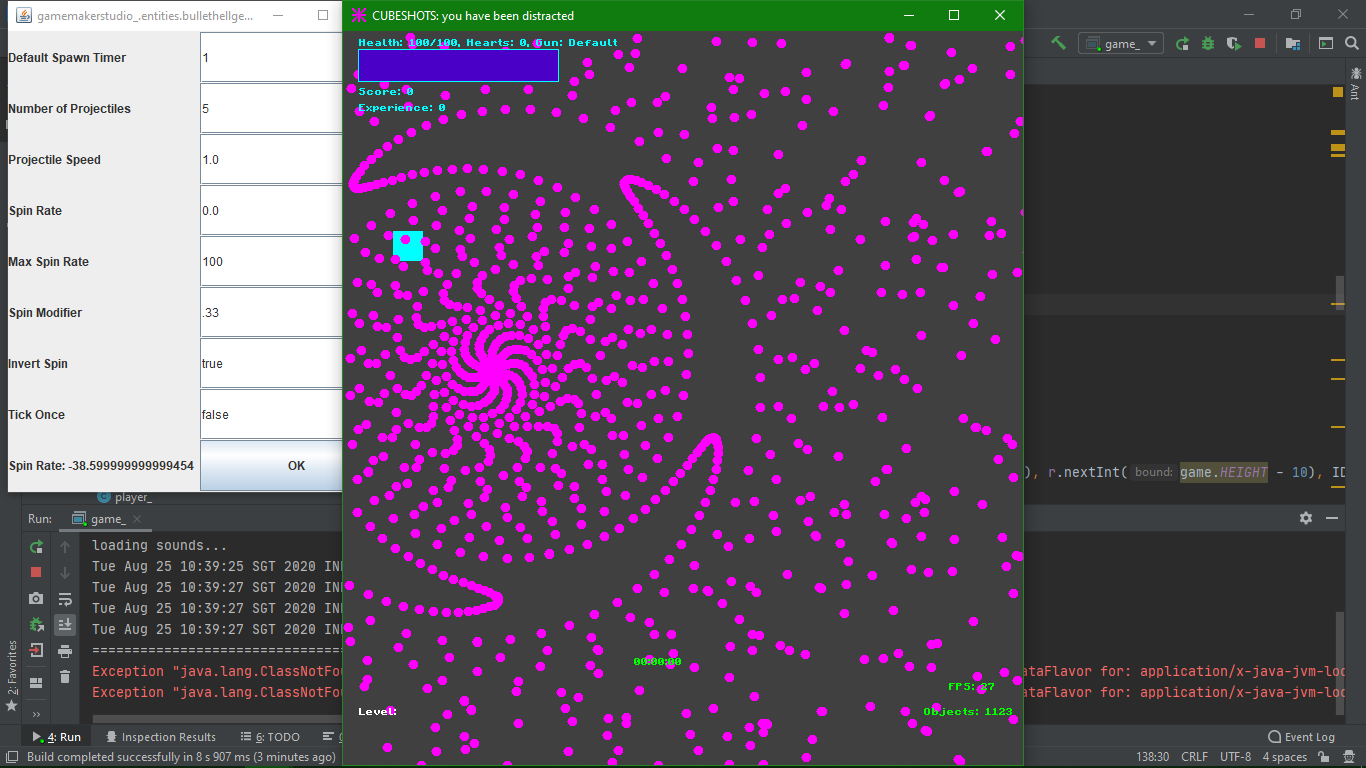 gamemakerstudio_.entities.bullethellge...
Default Spawn Timer 1
Number of Projectiles 5
Projectile Speed 1.0
Spin Rate 0.0
Max Spin Rate 100
Spin Modifier .33
Invert Spin true
Tick Once false
Spin Rate: -38.599999999999454 OK
CUBESHOTS: you have been distracted
Health: 100/100, Hearts: 0, Gun: Default
Score: 0
Experience: 0
00:00:00
FPS: 27
Level:
Objects: 1123
game_
Ant
), r.nextInt( bound: game.HEIGHT - 10), ID
player_
Run: game_
loading sounds...
Tue Aug 25 10:39:25 SGT 2020
Tue Aug 25 10:39:27 SGT 2020
Tue Aug 25 10:39:27 SGT 2020
Tue Aug 25 10:39:27 SGT 2020
Exception "java.lang.ClassNotFou
ataFlavor for: application/x-java-jvm-loc
Exception "java.lang.ClassNotFou
ataFlavor for: application/x-java-jvm-loc
2: Favorites
4: Run Inspection Results 6: TODO Event Log
Build completed successfully in 8 s 907 ms (3 minutes ago) 138:30 CRLF UTF-8 4 spaces